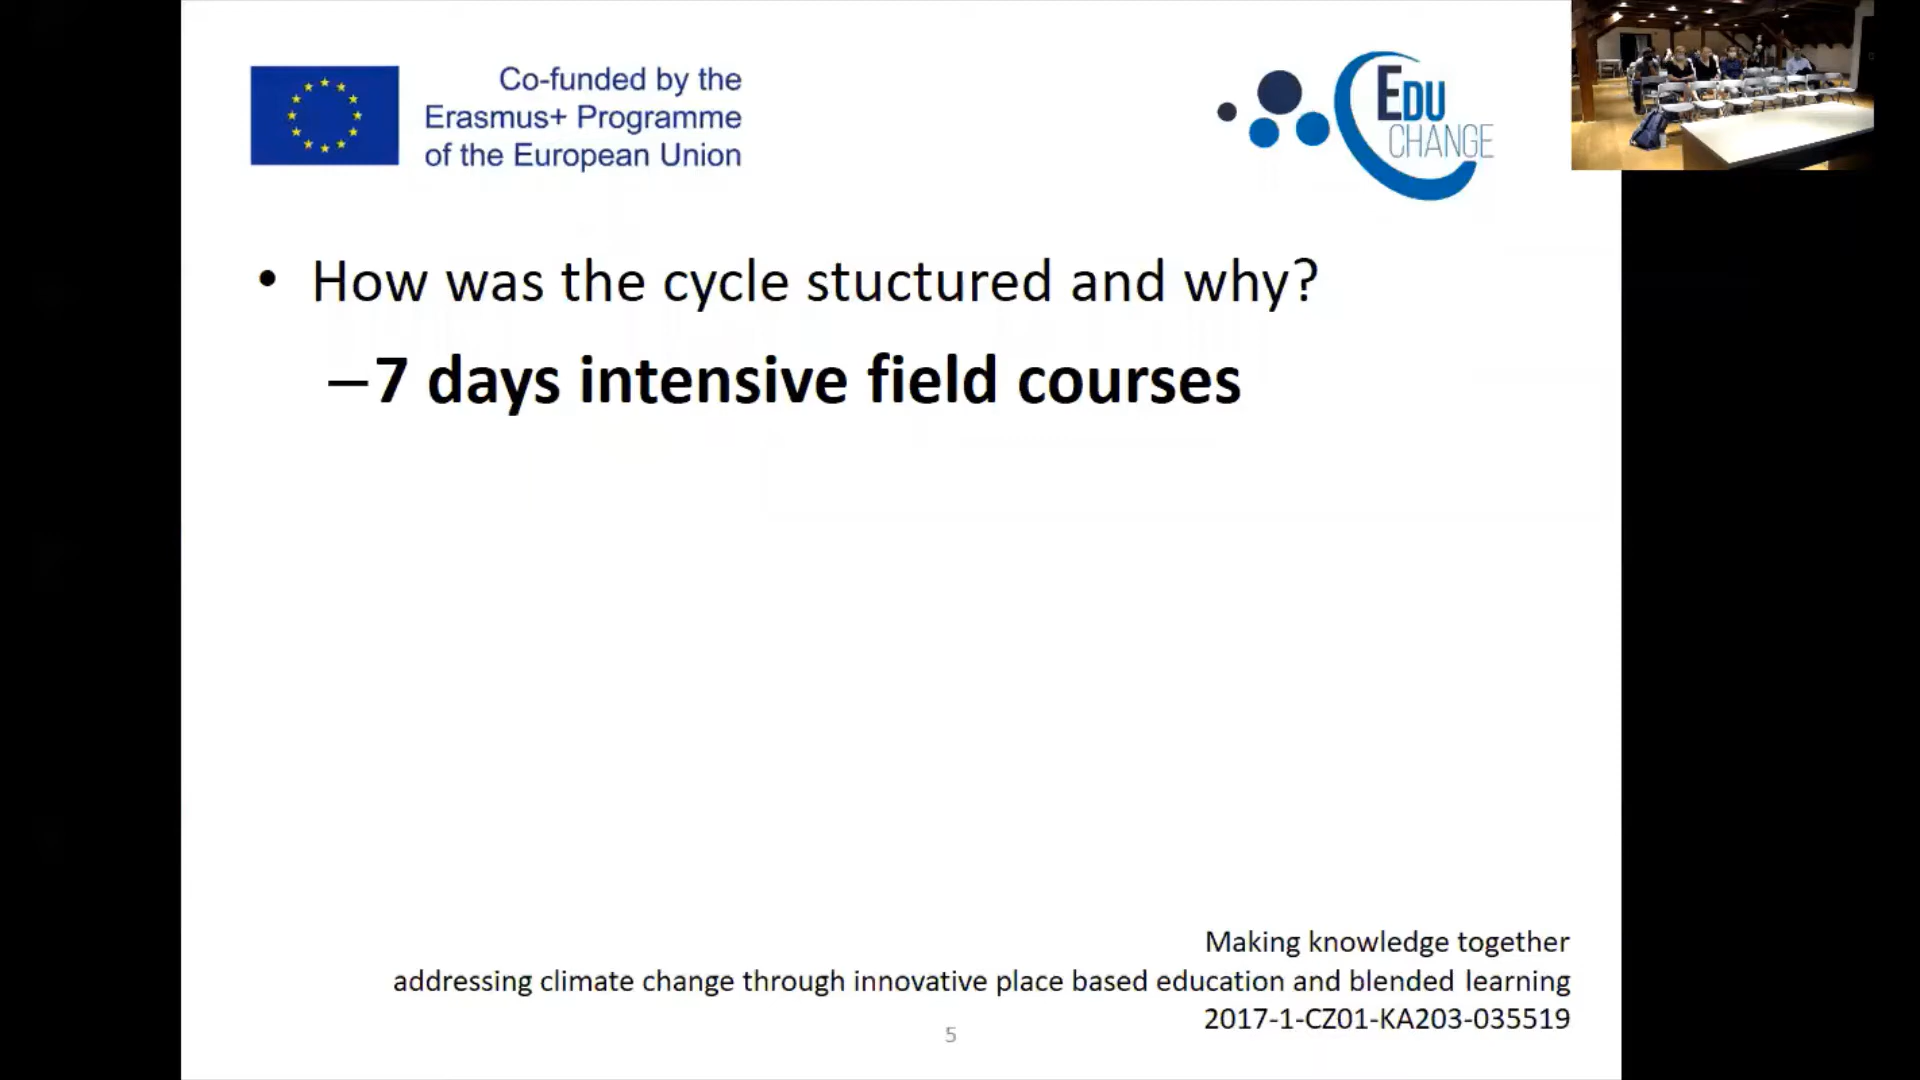 Co-funded by the
Erasmus+ Programme
of the European Union
EDU
CHANGE
• How was the cycle stuctured and why?
–7 days intensive field courses
Making knowledge together
addressing climate change through innovative place based education and blended learning
2017-1-CZ01-KA203-035519
5